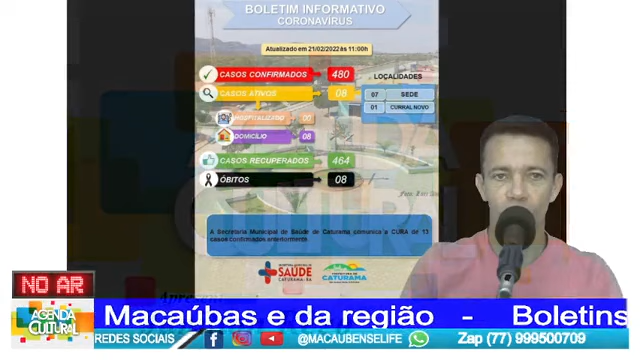 BOLETIM INFORMATIVO
CORONAVÍRUS
Atualizado em 21/02/2022 às 11:00h
CASOS CONFIRMADOS 480
CASOS ATIVOS 08
HOSPITALIZADO 00
DOMICÍLIO 08
CASOS RECUPERADOS 464
ÓBITOS 08
LOCALIDADES
07 SEDE
01 CURRAL NOVO
A Secretaria Municipal de Saúde de Caturama comunica a CURA de 13
casos confirmados anteriormente.
SAÚDE
CATURAMA-BA
CATURAMA
NO AR
AGENDA
CULTURAL
Macaúbas e da região - Boletins
REDES SOCIAIS @MACAUBENSELIFE Zap (77) 999500709